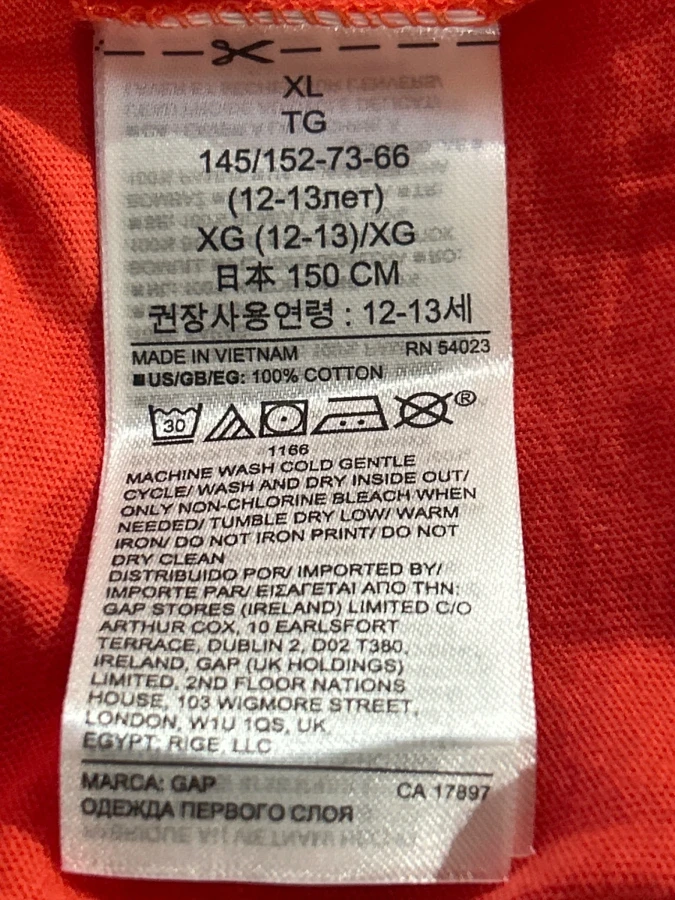 XL
TG
145/152-73-66
(12-13лет)
XG (12-13)/XG
日本 150 CM
권장사용연령 : 12-13세
MADE IN VIETNAM RN 54023
■US/GB/EG: 100% COTTON
30 ®
1166
MACHINE WASH COLD GENTLE
CYCLE/ WASH AND DRY INSIDE OUT/
ONLY NON-CHLORINE BLEACH WHEN
NEEDED/ TUMBLE DRY LOW/ WARM
IRON/ DO NOT IRON PRINT/ DO NOT
DRY CLEAN
DISTRIBUIDO POR/ IMPORTED BY/
IMPORTE PAR/ ΕΙΣΑΓΕΤΑΙ ΑΠΟ ΤΗΝ:
GAP STORES (IRELAND) LIMITED C/O
ARTHUR COX, 10 EARLSFORT
TERRACE, DUBLIN 2, D02 T380,
IRELAND, GAP (UK HOLDINGS)
LIMITED, 2ND FLOOR NATIONS
HOUSE, 103 WIGMORE STREET,
LONDON, W1U 1QS, UK
EGYPT: RIGE, LLC
MARCA: GAP CA 17897
ОДЕЖДА ПЕРВОГО СЛОЯ